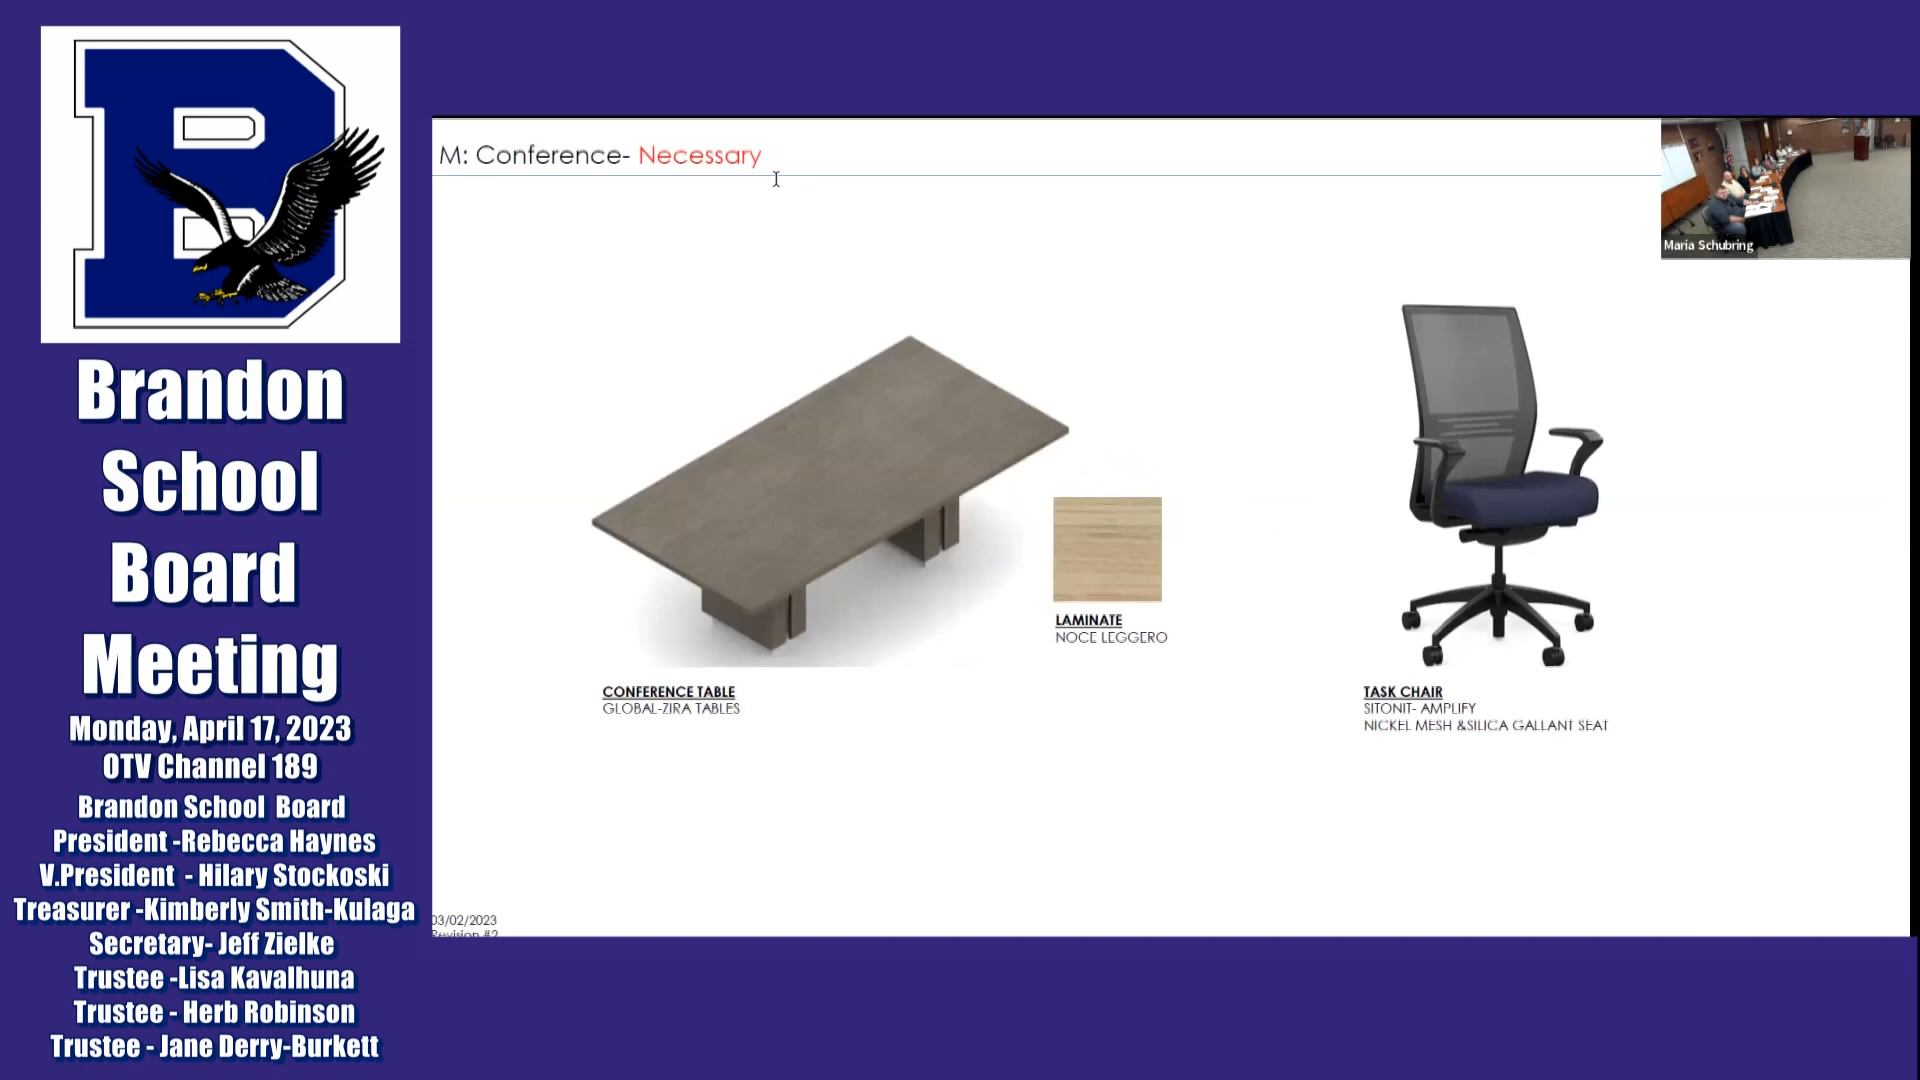 B
Brandon
School
Board
Meeting
Monday, April 17, 2023
OTV Channel 189
Brandon School Board
President -Rebecca Haynes
V.President - Hilary Stockoski
Treasurer -Kimberly Smith-Kulaga
Secretary- Jeff Zielke
Trustee -Lisa Kavalhuna
Trustee - Herb Robinson
Trustee - Jane Derry-Burkett
M: Conference- Necessary
Maria Schubring
LAMINATE
NOCE LEGGERO
CONFERENCE TABLE
GLOBAL-ZIRA TABLES
TASK CHAIR
SITONIT- AMPLIFY
NICKEL MESH &SILICA GALLANT SEAT
03/02/2023
Revision #2